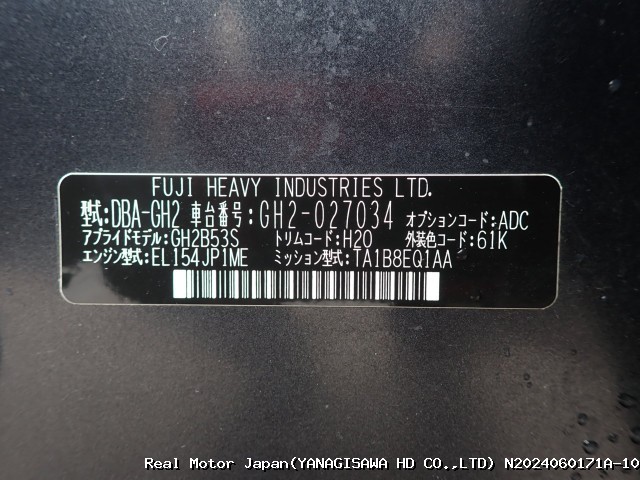 FUJI HEAVY INDUSTRIES LTD.
型式:DBA-GH2 車台番号:GH2-027034 オプションコード:ADC
アプライドモデル:GH2B53S トリムコード:H20 外装色コード:61K
エンジン型式:EL154JP1ME ミッション型式:TA1B8EQ1AA
Real Motor Japan(YANAGISAWA HD CO.,LTD) N2024060171A-10